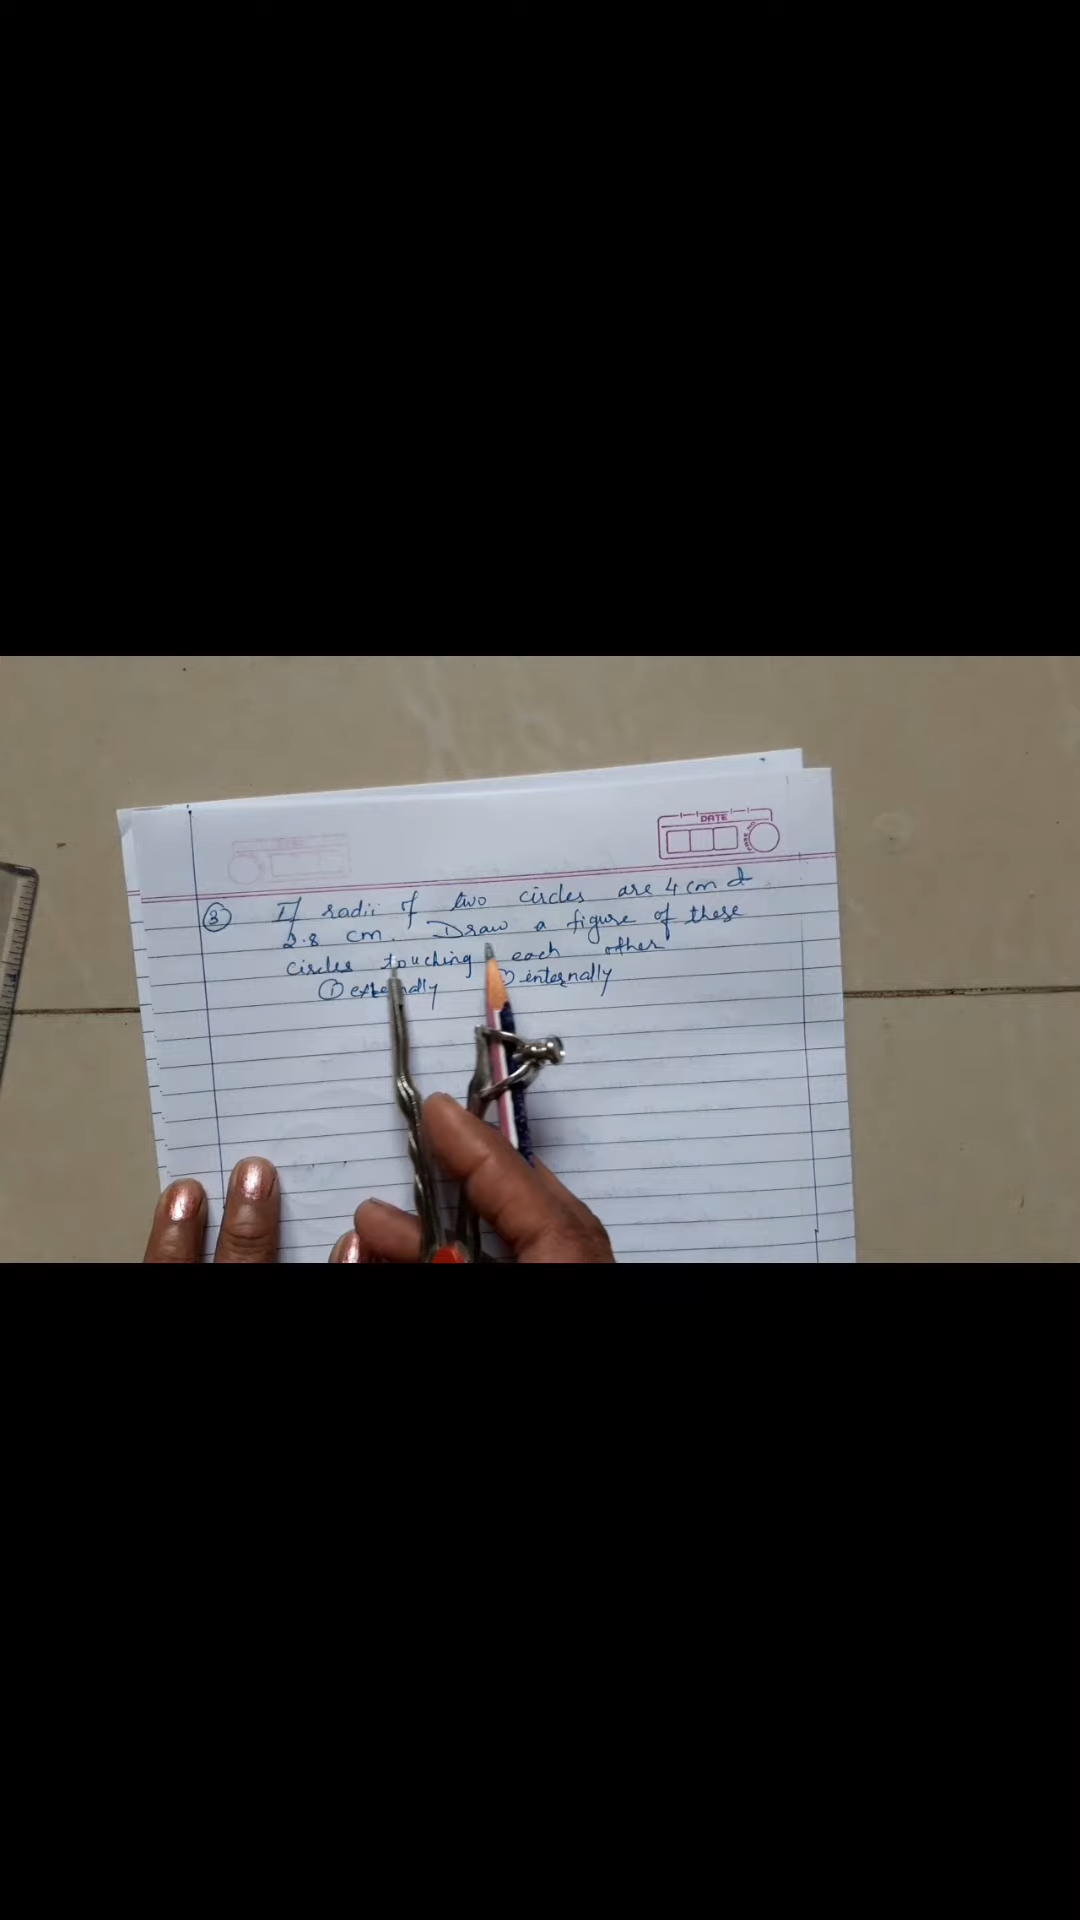 DATE
③ If radii of two circles are 4 cm &
2.8 cm. Draw a figure of these
circles touching each other
① externally ② internally